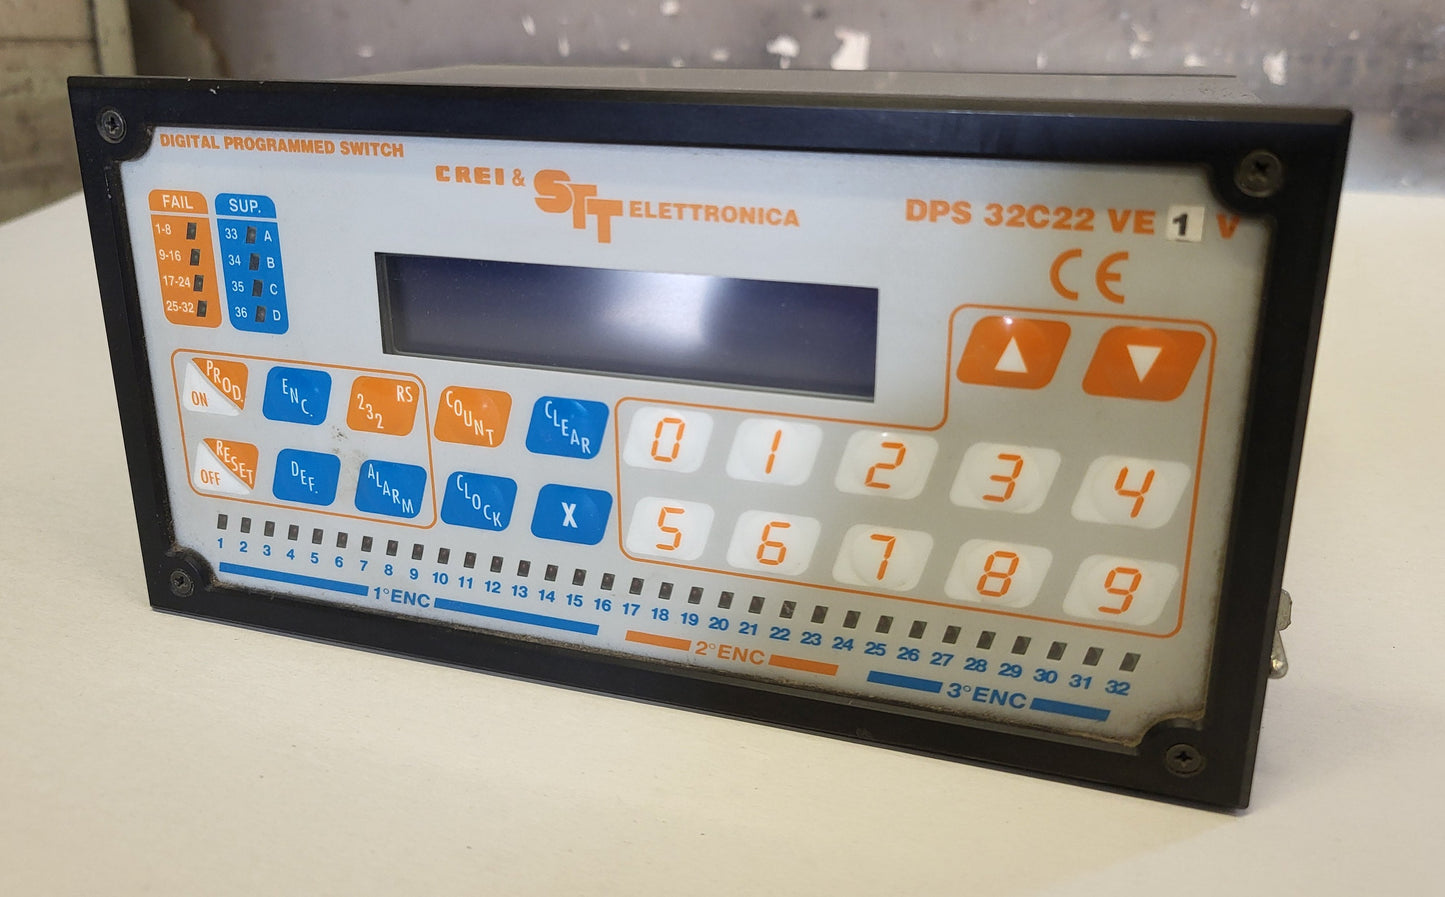 DIGITAL PROGRAMMED SWITCH
CREI & STT ELETTRONICA
DPS 32C22 VE 1 V
CE
FAIL
1-8
9-16
17-24
25-32
SUP.
33 A
34 B
35 C
36 D
PROD. ON
ENC.
RS 232
COUNT
CLEAR
RESET OFF
DEF.
ALARM
CLOCK
X
0 1 2 3 4
5 6 7 8 9
1 2 3 4 5 6 7 8 9 10 11 12 13 14 15 16 17 18 19 20 21 22 23 24 25 26 27 28 29 30 31 32
1°ENC
2°ENC
3°ENC